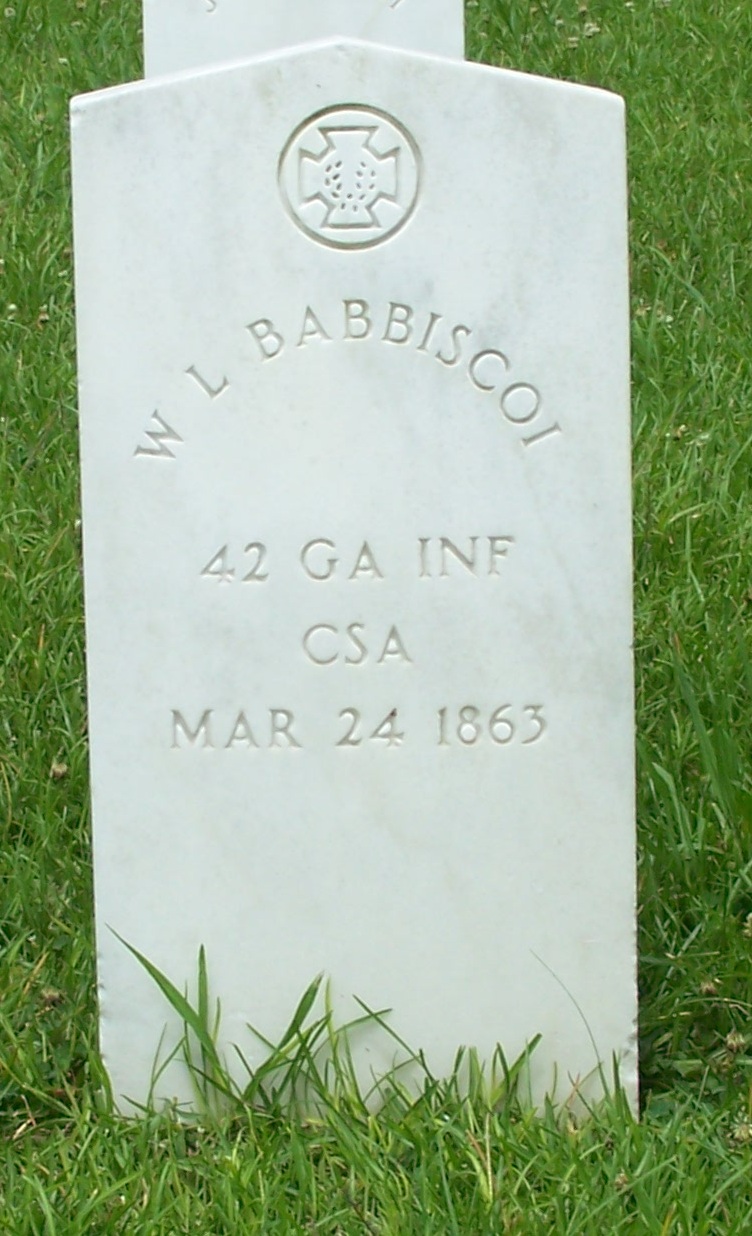 W L BABBISCOI
42 GA INF
CSA
MAR 24 1863